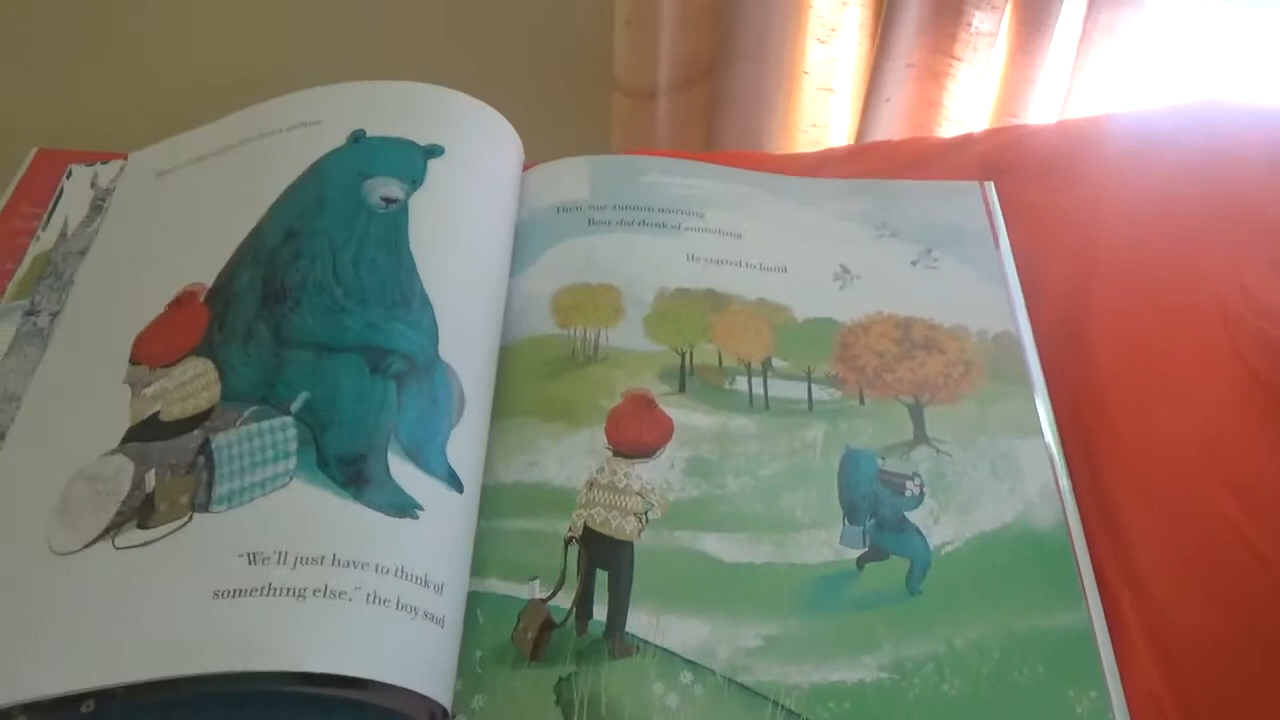 "We'll just have to think of
something else," the boy said
Then, one autumn morning
Bear did think of something
He started to build